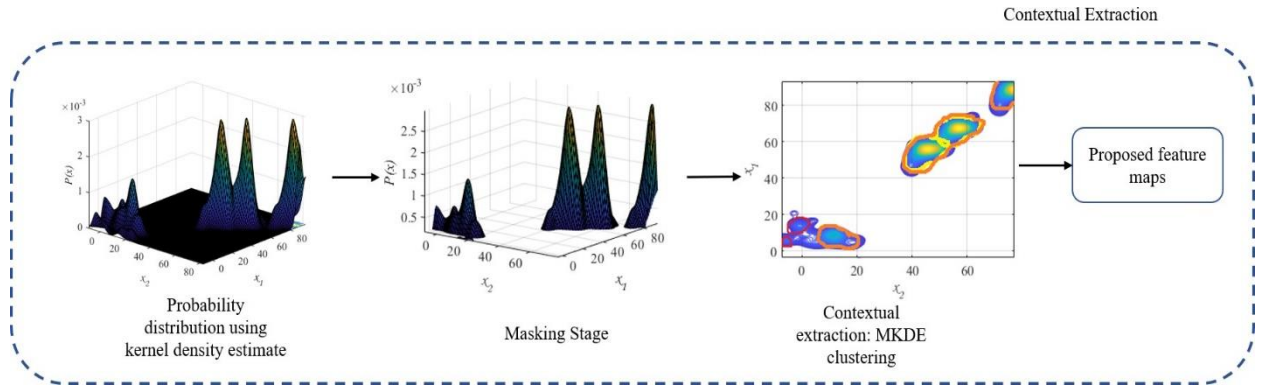 Contextual Extraction
×10⁻³
3
2
1
0
P(x)
0
20
40
60
80
x₂
0
20
40
60
80
x₁
Probability
distribution using
kernel density estimate
×10⁻³
2.5
2
1.5
1
0.5
P(x)
0
20
40
60
x₂
0
20
40
60
80
x₁
Masking Stage
80
60
40
20
0
x₁
0
20
40
60
x₂
Contextual
extraction: MKDE
clustering
Proposed feature
maps